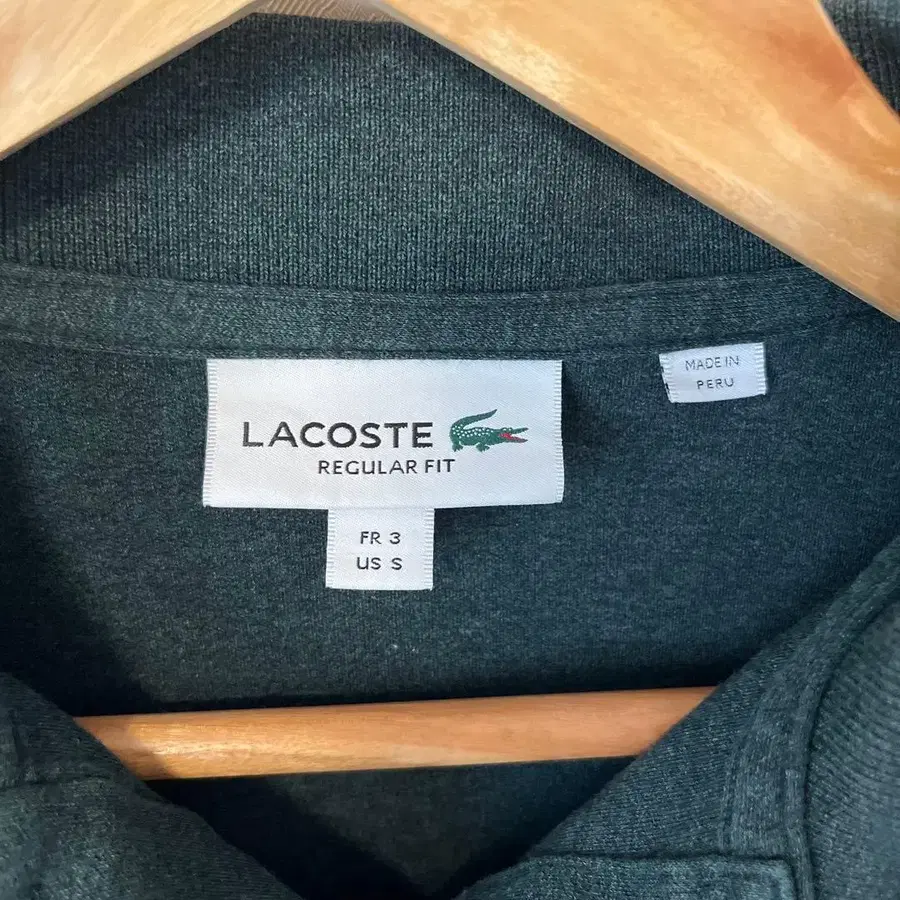 LACOSTE
REGULAR FIT
FR 3
US S
MADE IN
PERU